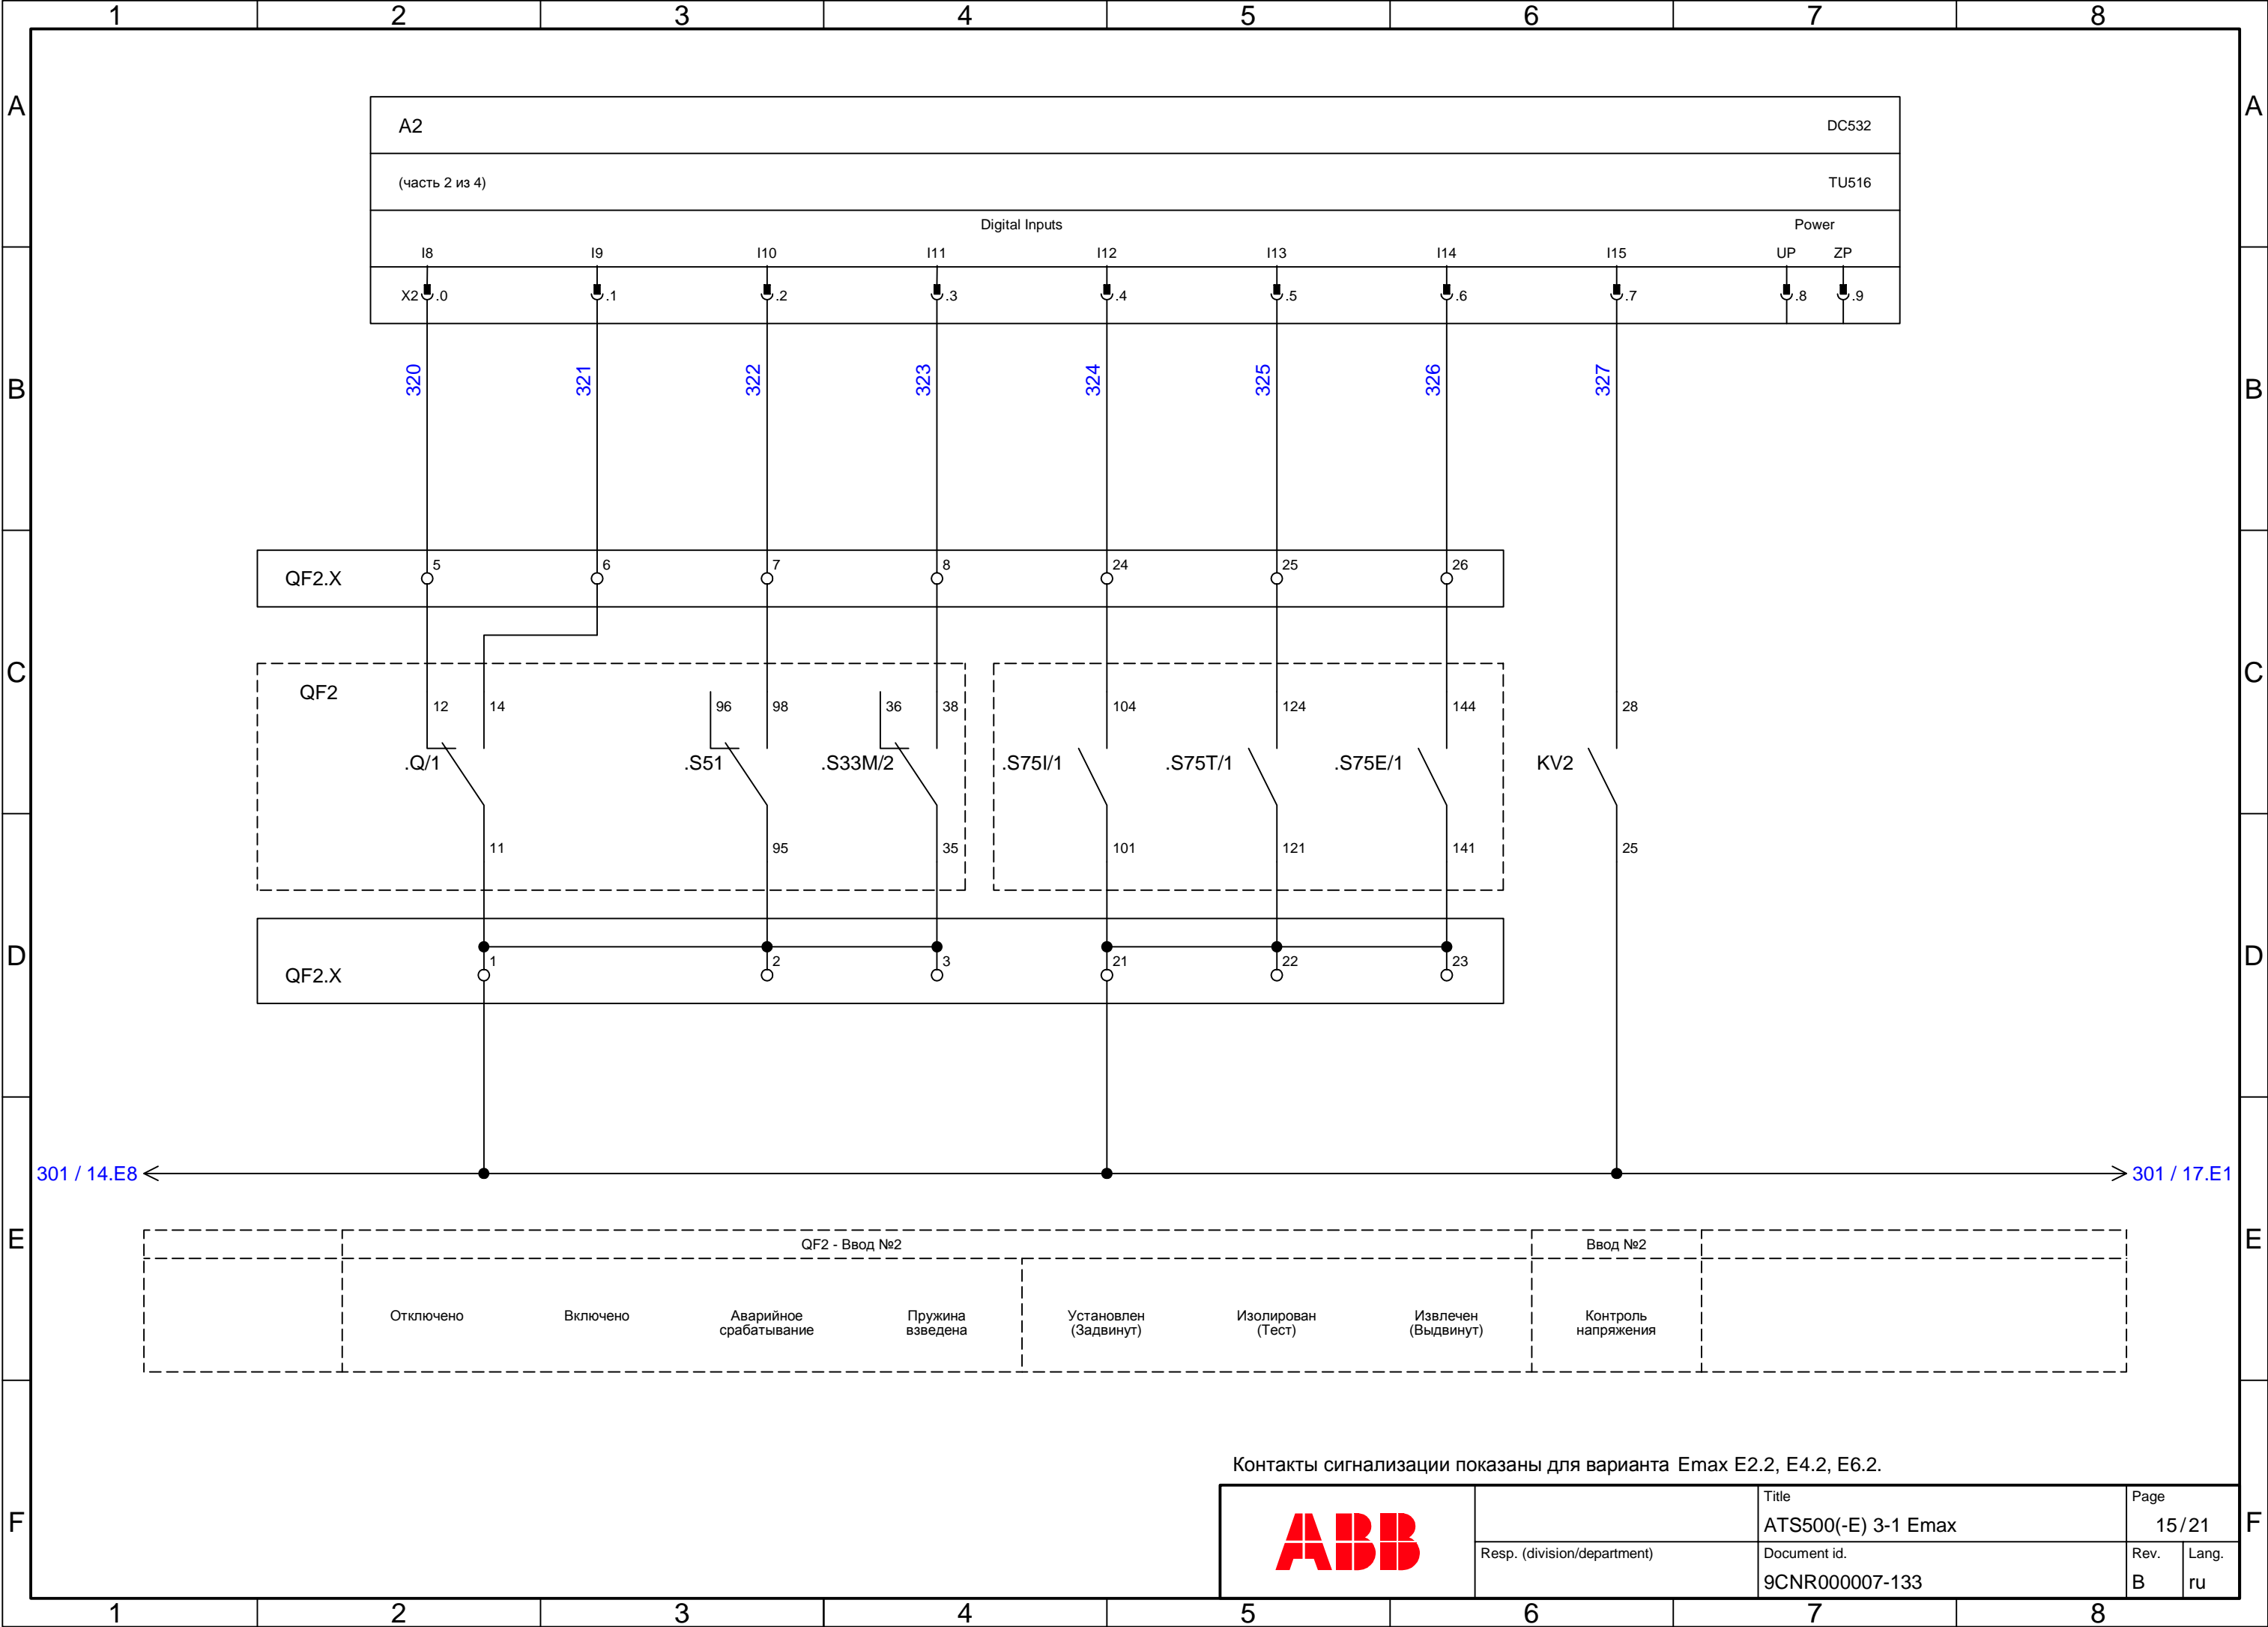 1 2 3 4 5 6 7 8
A A
A2 DC532
(часть 2 из 4) TU516
Digital Inputs Power
I8 I9 I10 I11 I12 I13 I14 I15 UP ZP
X2 .0 .1 .2 .3 .4 .5 .6 .7 .8 .9
320 321 322 323 324 325 326 327
B B
QF2.X 5 6 7 8 24 25 26
C C
QF2 12 14 96 98 36 38 104 124 144 28
.Q/1 .S51 .S33M/2 .S75I/1 .S75T/1 .S75E/1 KV2
11 95 35 101 121 141 25
D D
QF2.X 1 2 3 21 22 23
301 / 14.E8 301 / 17.E1
E E
QF2 - Ввод №2 Ввод №2
Отключено Включено Аварийное Пружина Установлен Изолирован Извлечен Контроль
срабатывание взведена (Задвинут) (Тест) (Выдвинут) напряжения
Контакты сигнализации показаны для варианта Emax E2.2, E4.2, E6.2.
F F
ABB
Title
ATS500(-E) 3-1 Emax
Page
15/21
Resp. (division/department)
Document id.
9CNR000007-133
Rev.
B
Lang.
ru
1 2 3 4 5 6 7 8